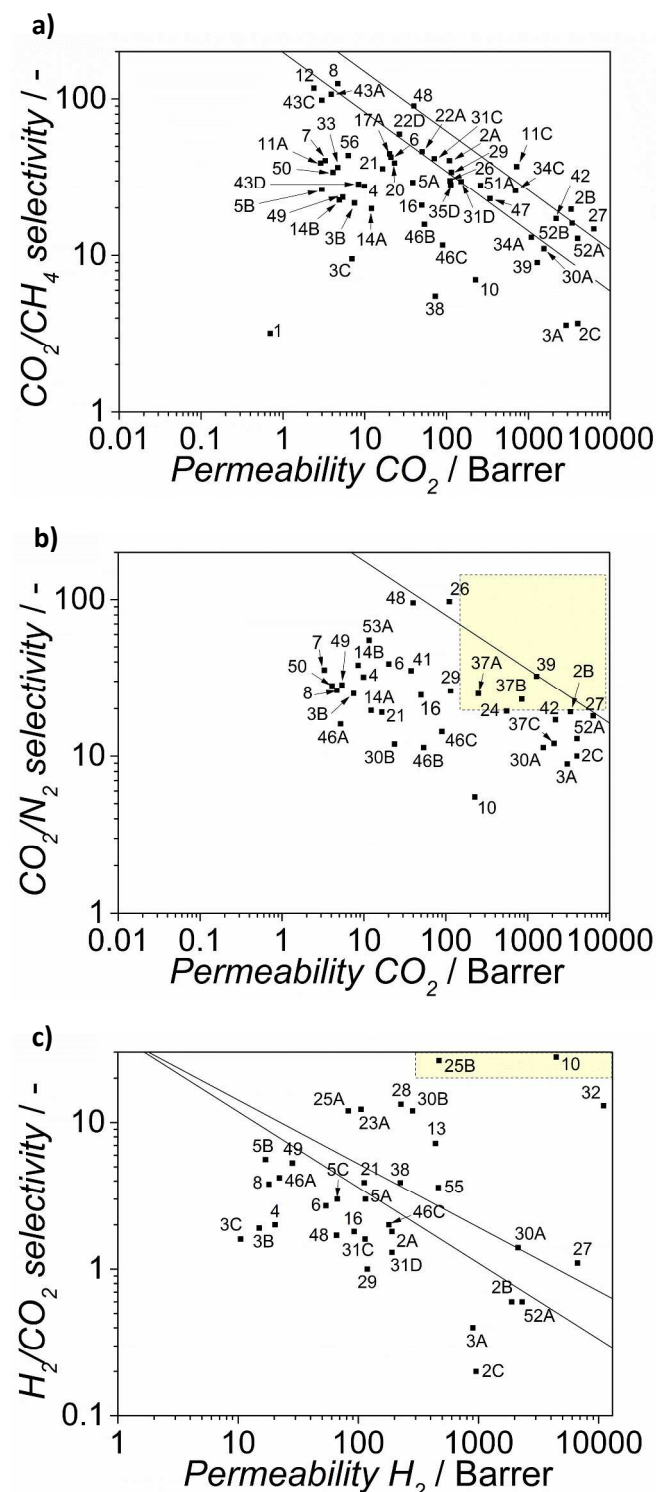 a)
12
8
43A
43C
48
17A
22D
22A
31C
2A
11C
7
33
56
11A
29
50
21
26
34C
43D
4
20
5A
51A
42
2B
5B
16
35D
31D
47
27
49
14B
3B
14A
46B
34A
52B
52A
6
3C
46C
39
30A
10
38
1
3A
2C
100
10
1
CO2/CH4 selectivity / -
0.01 0.1 1 10 100 1000 10000
Permeability CO2 / Barrer
b)
48
26
53A
7
49
14B
6
41
37A
39
50
4
29
37B
2B
8
3B
14A
16
24
42
27
21
37C
52A
46A
30B
46B
46C
30A
3A
2C
10
100
10
1
CO2/N2 selectivity / -
0.01 0.1 1 10 100 1000 10000
Permeability CO2 / Barrer
c)
25B
10
25A
23A
28
30B
32
13
5B
49
5C
21
38
8
46A
5A
55
6
46C
3C
3B
4
48
16
31C
2A
30A
27
31D
29
2B
52A
3A
2C
10
1
0.1
H2/CO2 selectivity / -
1 10 100 1000 10000
Permeability H2 / Barrer